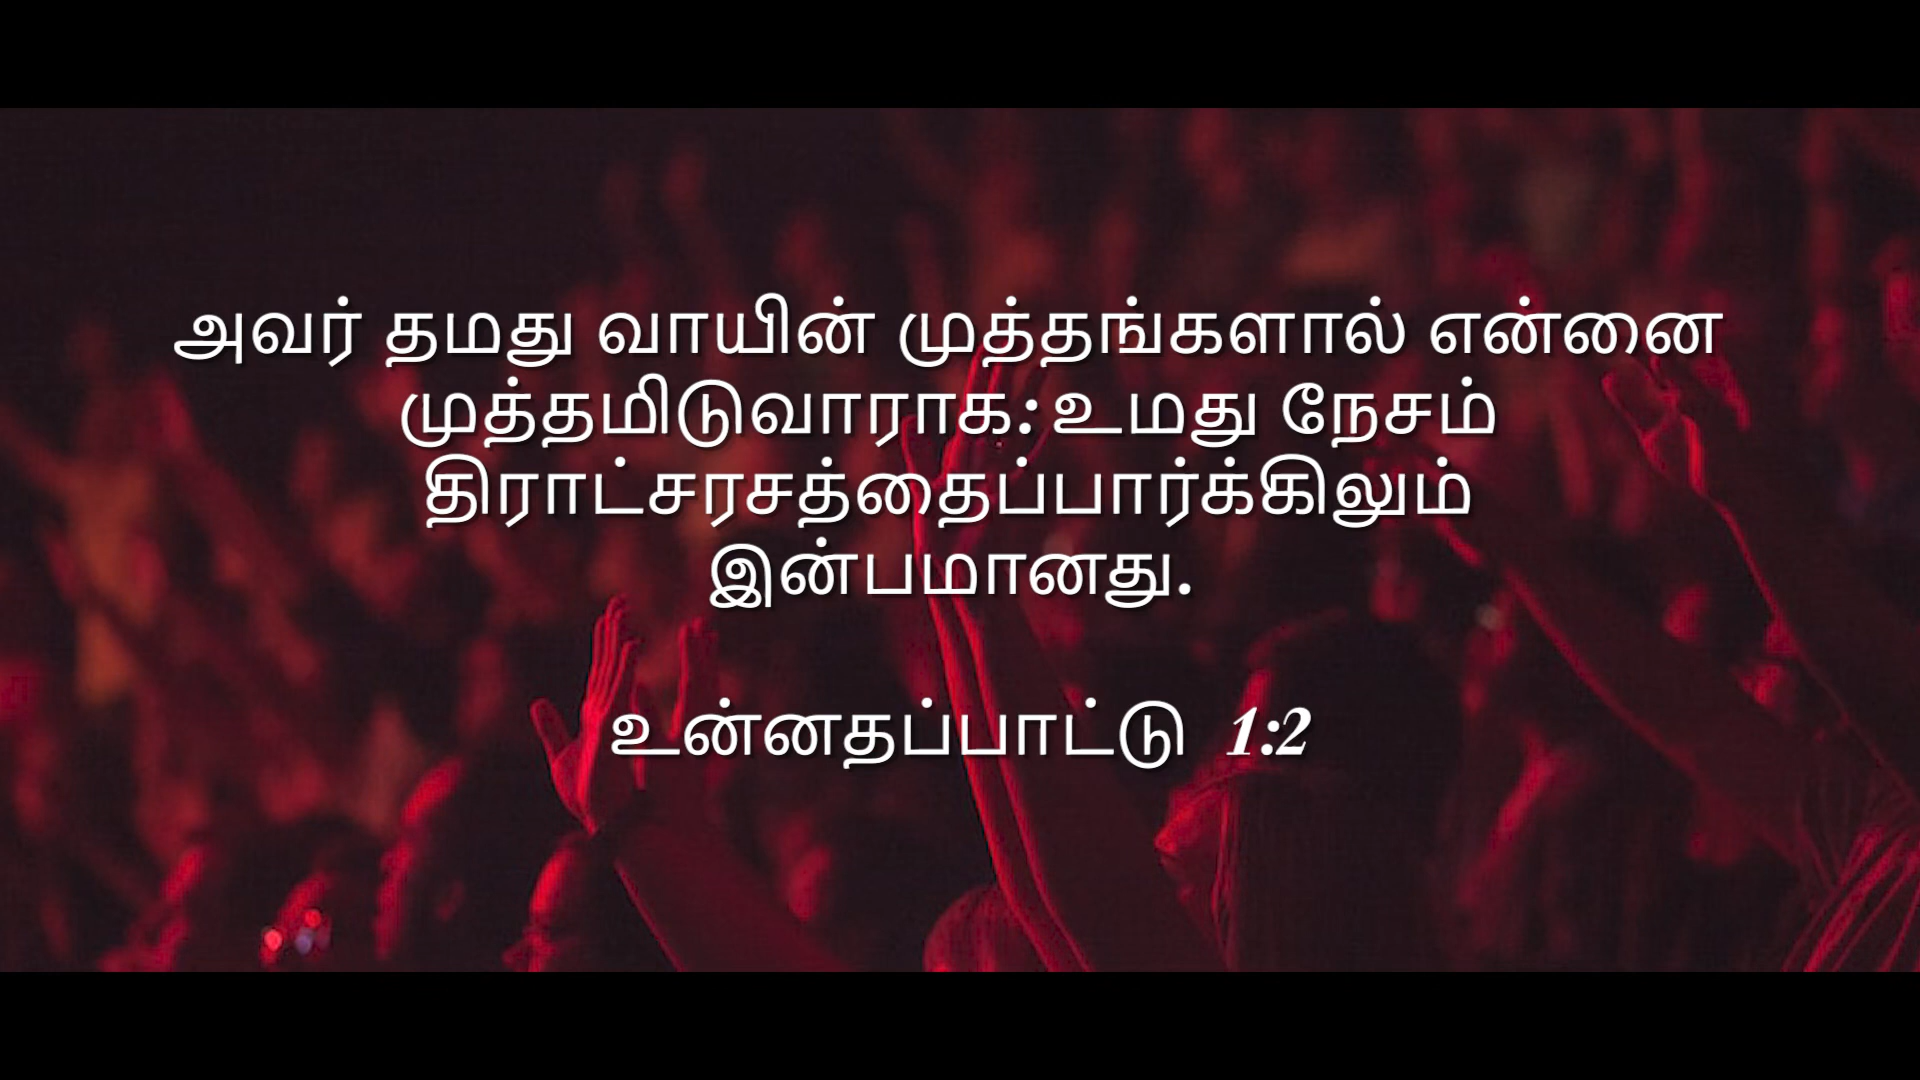 அவர் தமது வாயின் முத்தங்களால் என்னை
முத்தமிடுவாராக: உமது நேசம்
திராட்சரசத்தைப்பார்க்கிலும்
இன்பமானது.
உன்னதப்பாட்டு 1:2